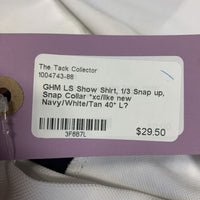 The Tack Collector
1004743-88
GHM LS Show Shirt, 1/3 Snap up,
Snap Collar *xc/like new
Navy/White/Tan 40" L?
3F667L
$29.50